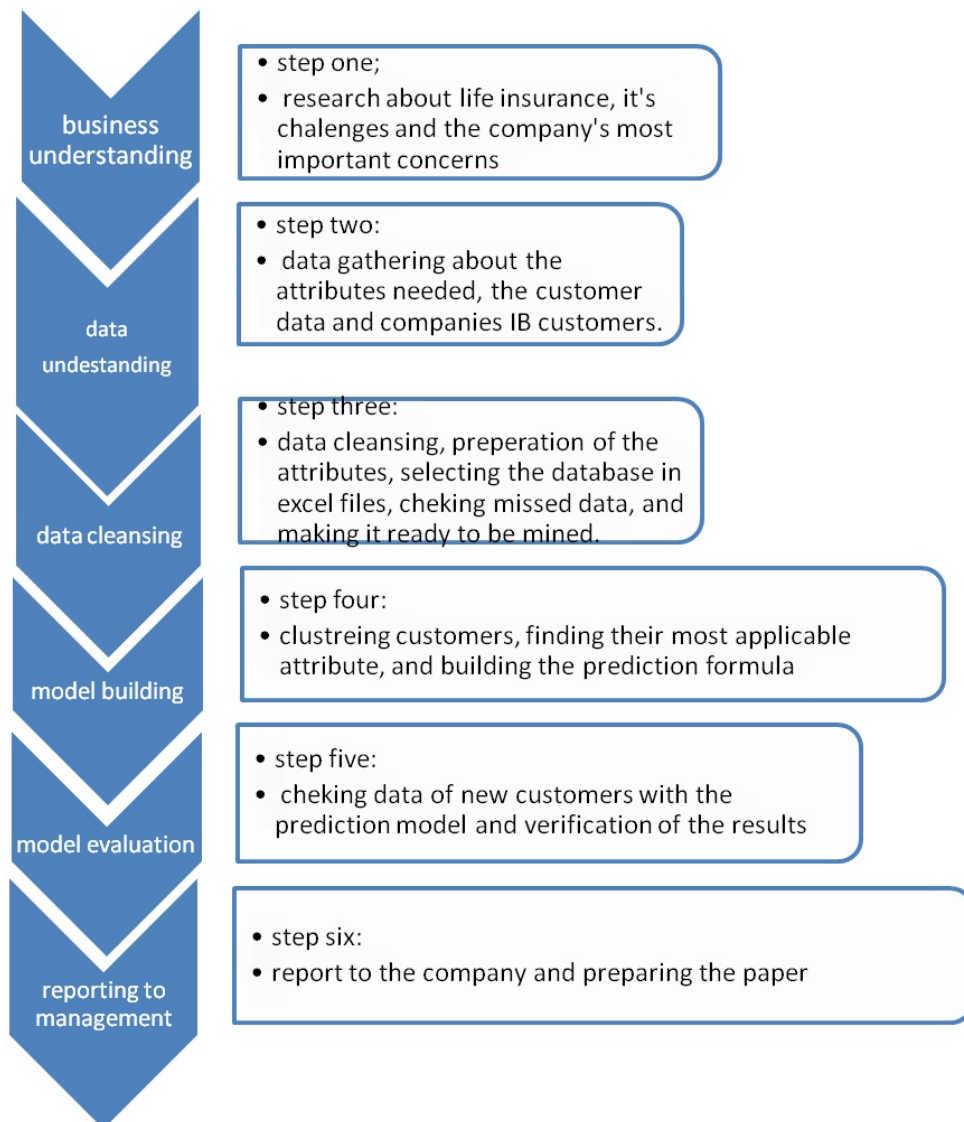 business
understanding
• step one;
• research about life insurance, it's
chalenges and the company's most
important concerns
data
undestanding
• step two:
• data gathering about the
attributes needed, the customer
data and companies IB customers.
data cleansing
• step three:
• data cleansing, preperation of the
attributes, selecting the database in
excel files, cheking missed data, and
making it ready to be mined.
model building
• step four:
• clustreing customers, finding their most applicable
attribute, and building the prediction formula
model evaluation
• step five:
• cheking data of new customers with the
prediction model and verification of the results
reporting to
management
• step six:
• report to the company and preparing the paper